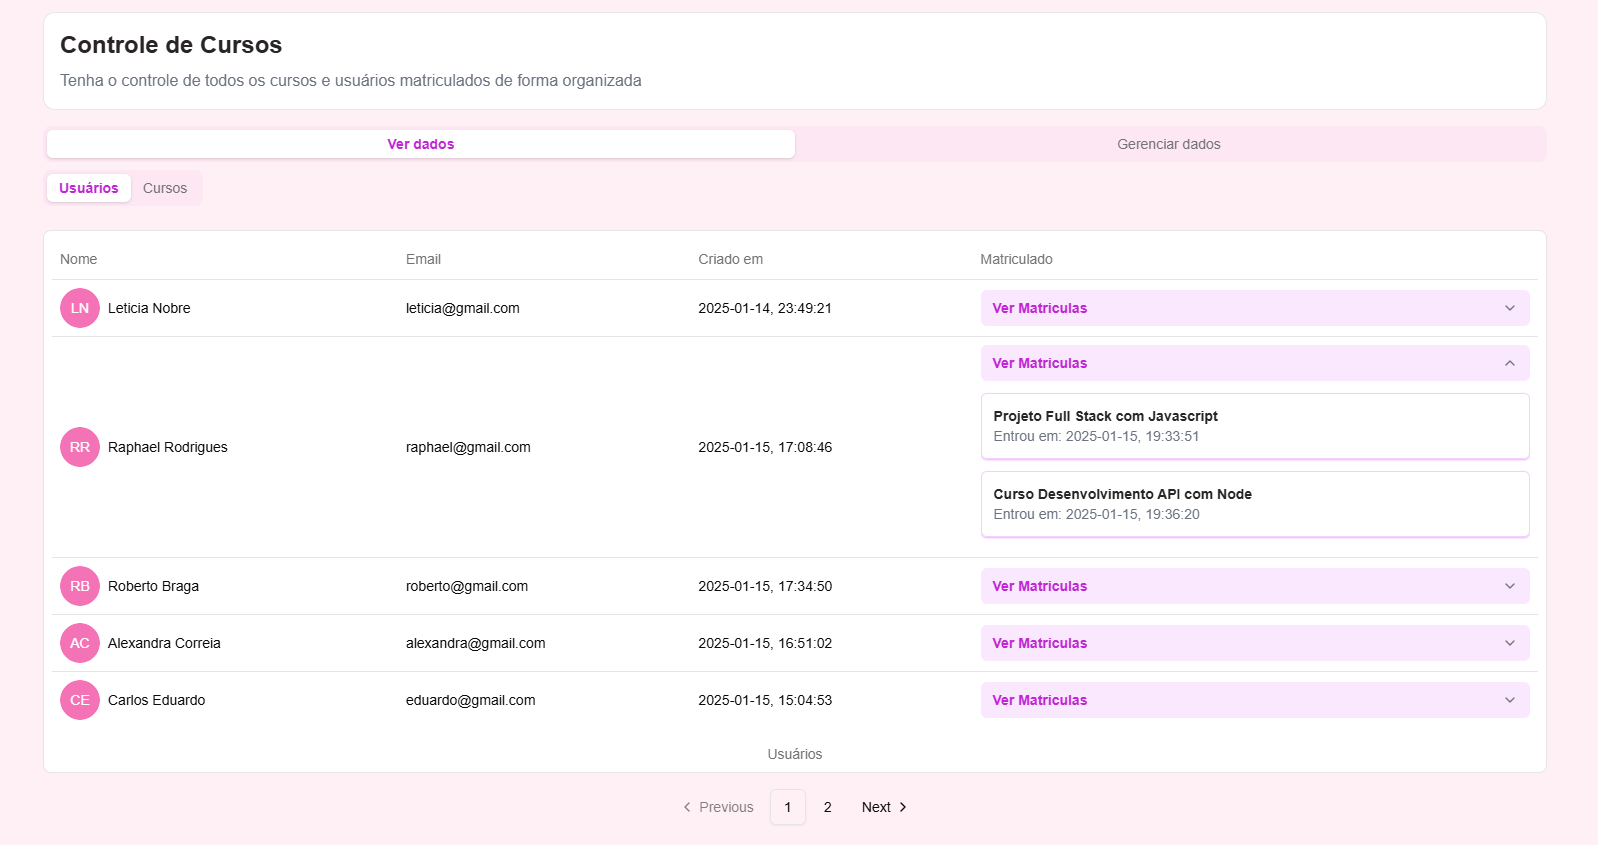 Controle de Cursos
Tenha o controle de todos os cursos e usuários matriculados de forma organizada
Ver dados Gerenciar dados
Usuários Cursos
Nome Email Criado em Matriculado
LN Leticia Nobre leticia@gmail.com 2025-01-14, 23:49:21 Ver Matriculas
Ver Matriculas
Projeto Full Stack com Javascript
Entrou em: 2025-01-15, 19:33:51
RR Raphael Rodrigues raphael@gmail.com 2025-01-15, 17:08:46
Curso Desenvolvimento API com Node
Entrou em: 2025-01-15, 19:36:20
RB Roberto Braga roberto@gmail.com 2025-01-15, 17:34:50 Ver Matriculas
AC Alexandra Correia alexandra@gmail.com 2025-01-15, 16:51:02 Ver Matriculas
CE Carlos Eduardo eduardo@gmail.com 2025-01-15, 15:04:53 Ver Matriculas
Usuários
Previous 1 2 Next